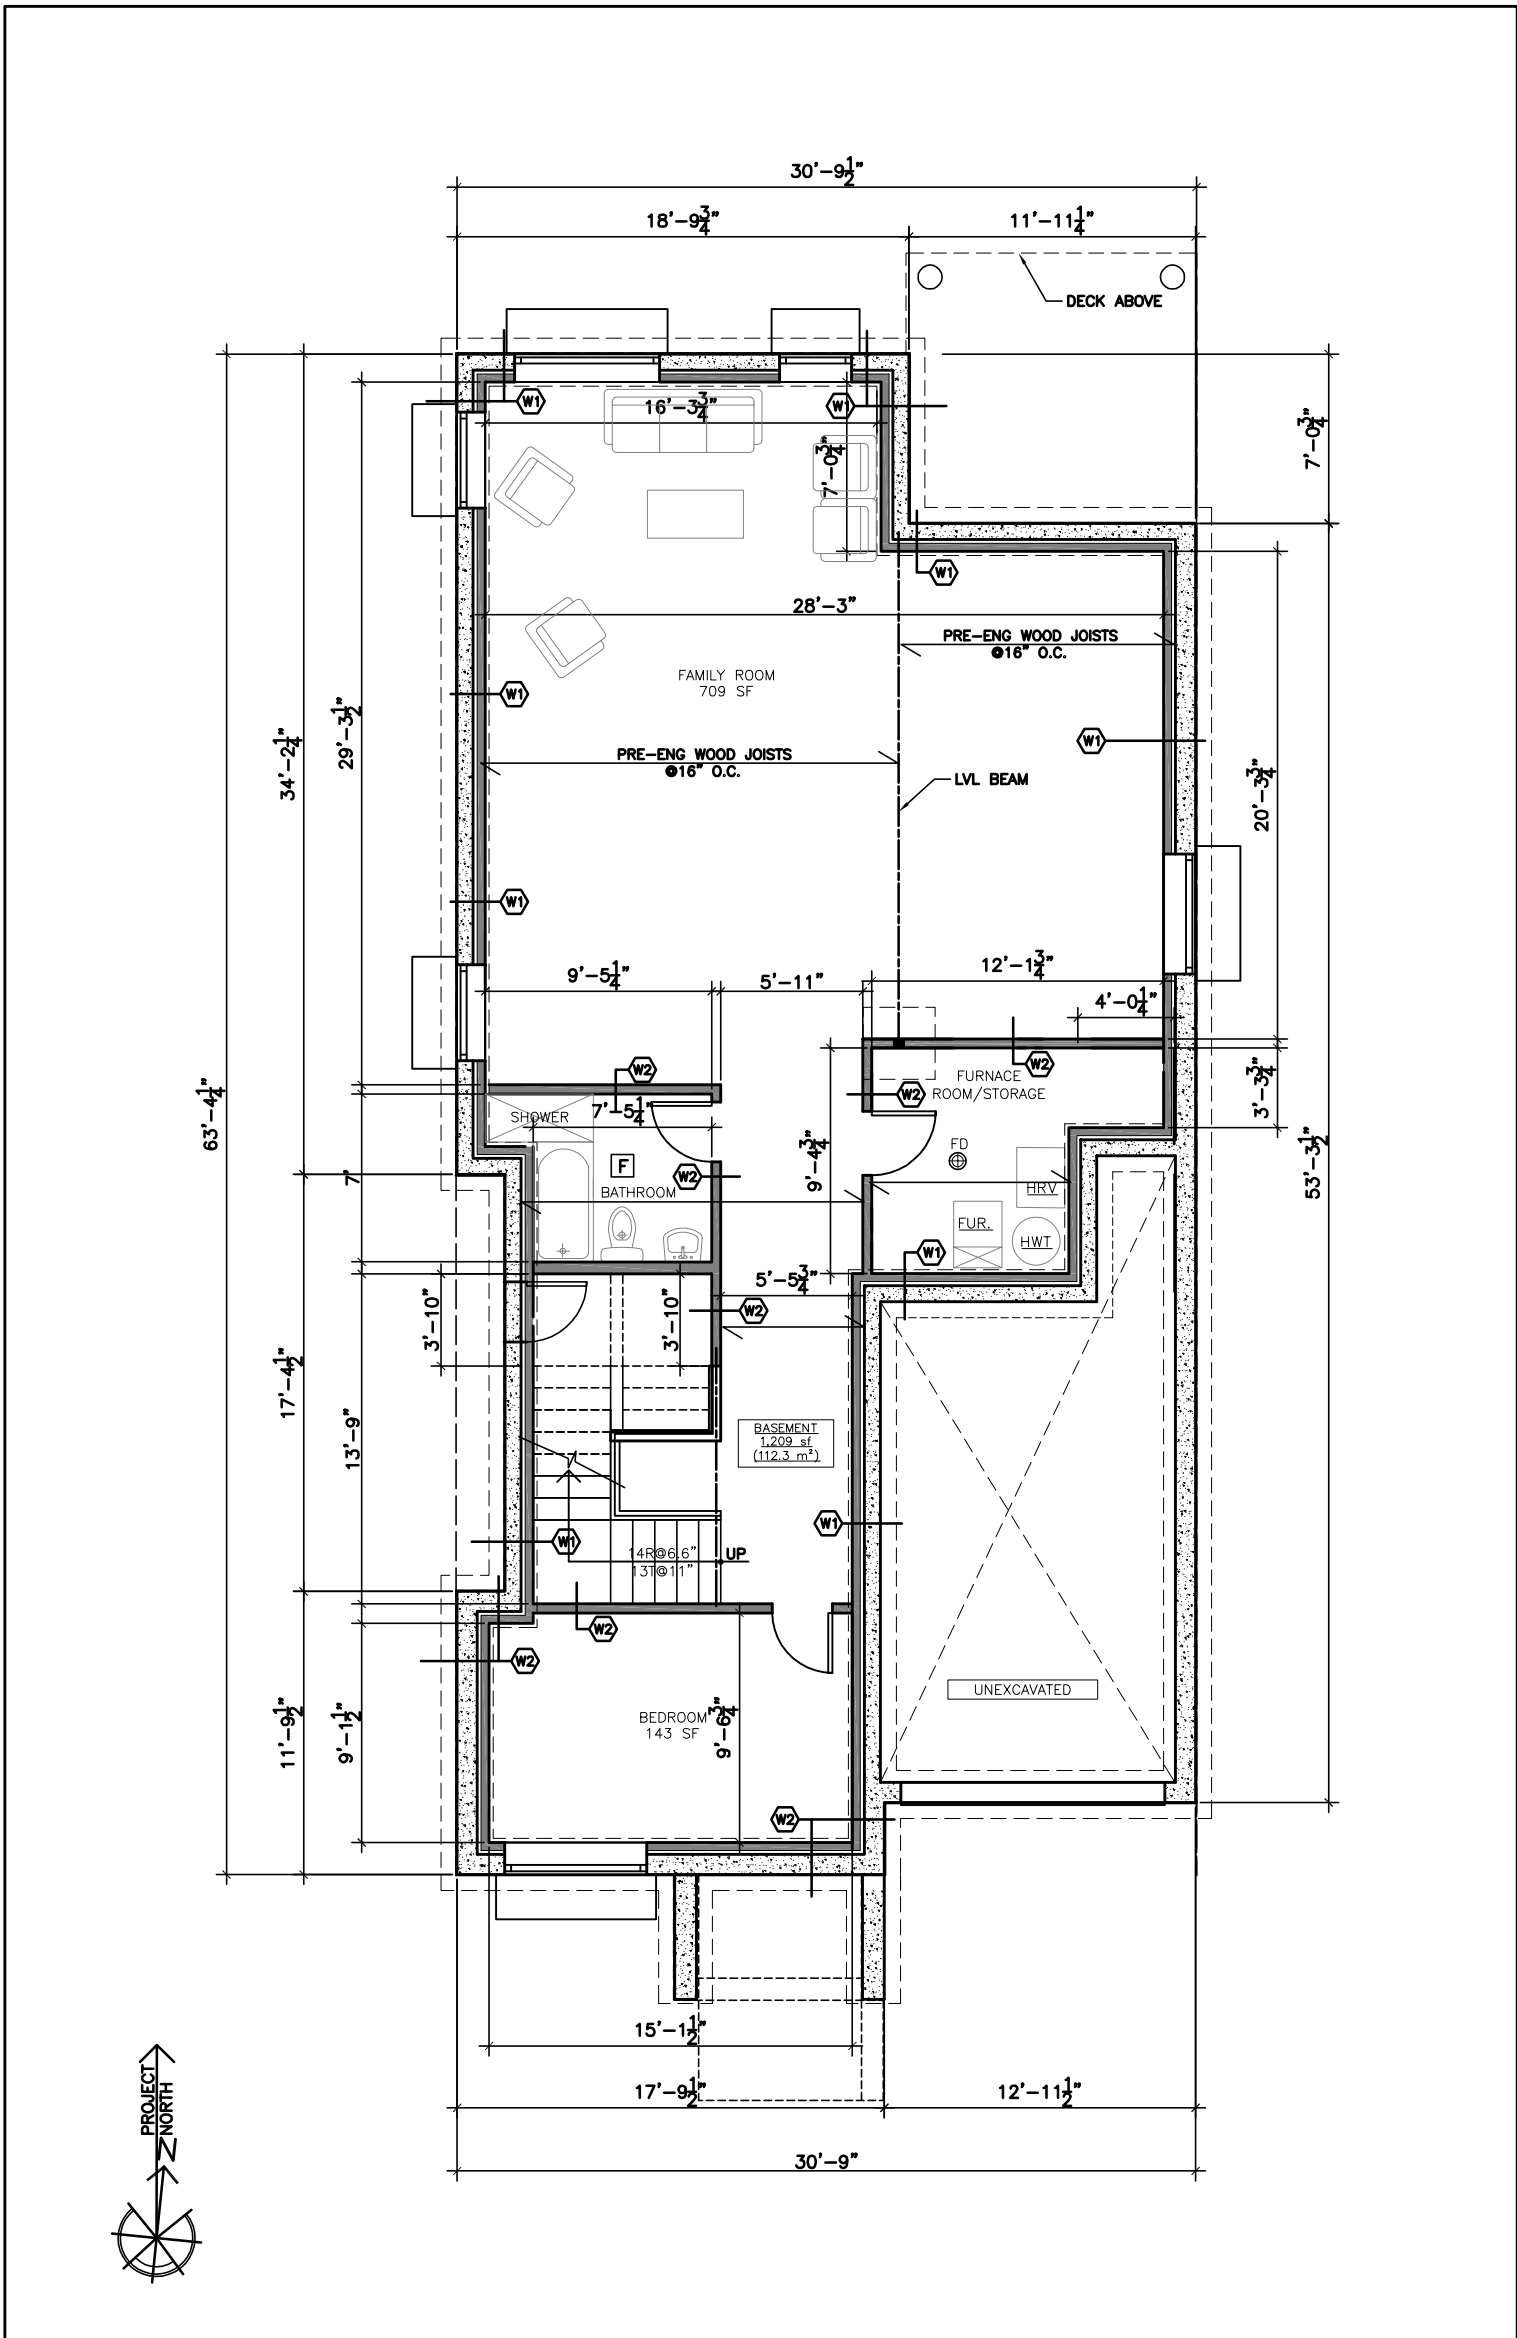 30'-9 1/2"
18'-9 3/4"
11'-11 1/4"
DECK ABOVE
W1
16'-3 3/4"
W1
7'-0 3/4"
7'-0 3/4"
W1
28'-3"
PRE-ENG WOOD JOISTS
@16" O.C.
FAMILY ROOM
709 SF
W1
W1
29'-3 1/2"
34'-2 1/4"
PRE-ENG WOOD JOISTS
@16" O.C.
LVL BEAM
20'-3 3/4"
W1
9'-5 1/4"
5'-11"
12'-1 3/4"
4'-0 1/4"
W2
W2
FURNACE
ROOM/STORAGE
W2
3'-3 3/4"
SHOWER
7'-5 1/4"
63'-4 1/4"
53'-3 1/2"
9'-4 3/4"
FD
F
W2
7'
BATHROOM
HRV
FUR.
HWT
W1
5'-5 3/4"
3'-10"
3'-10"
W2
17'-4 1/2"
13'-9"
BASEMENT
1,209 sf
(112.3 m²)
W1
W1
14R@6.6"
13T@11"
UP
W2
W2
UNEXCAVATED
BEDROOM
143 SF
9'-6 3/4"
11'-9 1/2"
9'-1 1/2"
W2
15'-1 1/2"
17'-9 1/2"
12'-11 1/2"
30'-9"
PROJECT
NORTH
N